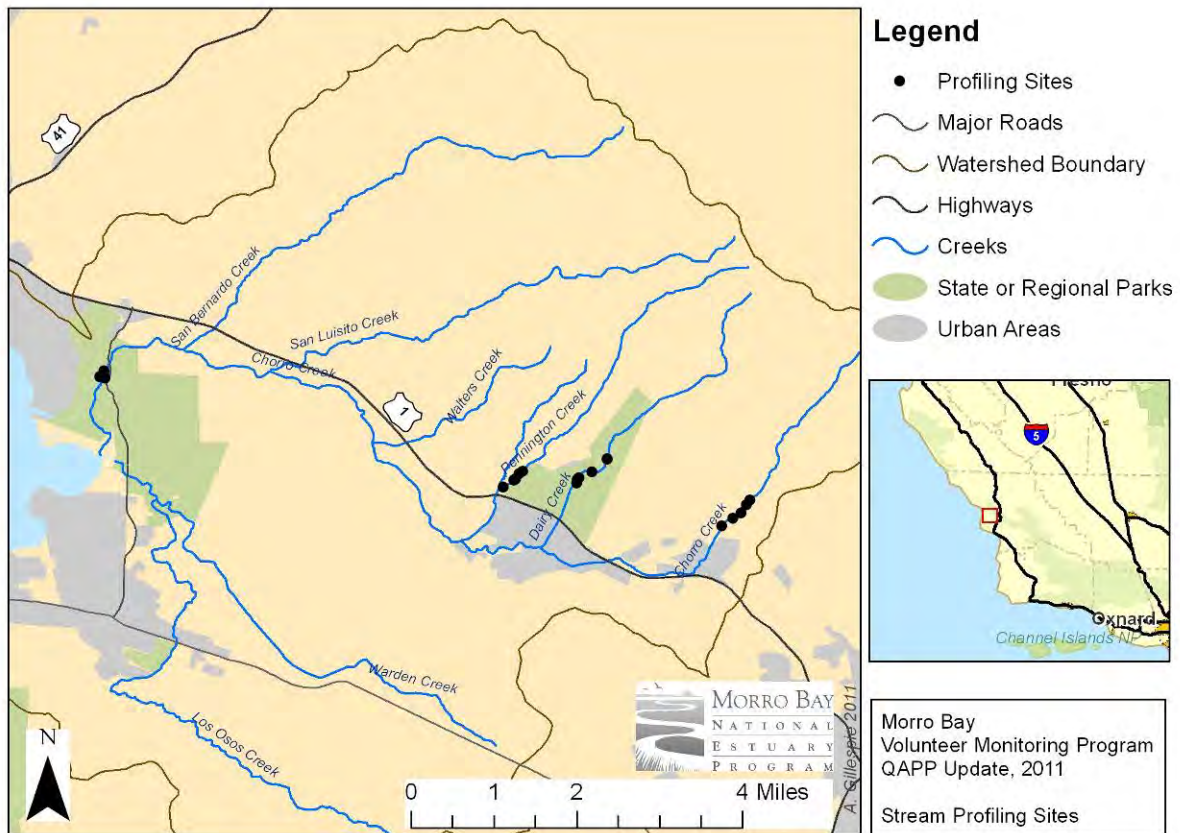 41
San Bernardo Creek
San Luisito Creek
Chorro Creek
1
Walters Creek
Pennington Creek
Dairy Creek
Chorro Creek
Warden Creek
Los Osos Creek
N
MORRO BAY
NATIONAL
ESTUARY
PROGRAM
A. Gillespie 2011
0 1 2 4 Miles
Legend
Profiling Sites
Major Roads
Watershed Boundary
Highways
Creeks
State or Regional Parks
Urban Areas
5
Oxnard
Channel Islands NP
Morro Bay
Volunteer Monitoring Program
QAPP Update, 2011
Stream Profiling Sites